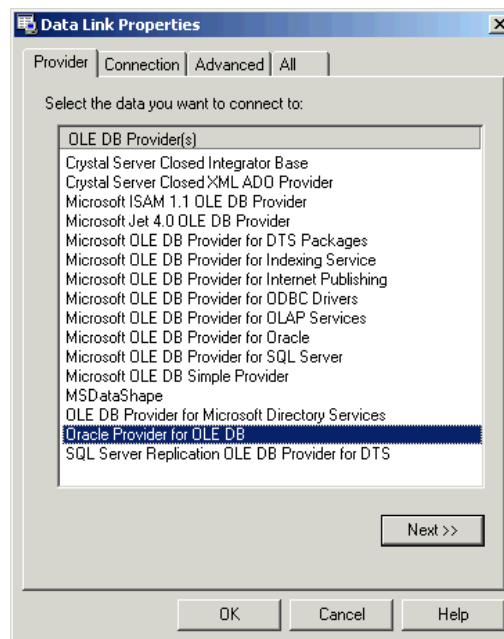 Data Link Properties
Provider Connection Advanced All
Select the data you want to connect to:
OLE DB Provider(s)
Crystal Server Closed Integrator Base
Crystal Server Closed XML ADO Provider
Microsoft ISAM 1.1 OLE DB Provider
Microsoft Jet 4.0 OLE DB Provider
Microsoft OLE DB Provider for DTS Packages
Microsoft OLE DB Provider for Indexing Service
Microsoft OLE DB Provider for Internet Publishing
Microsoft OLE DB Provider for ODBC Drivers
Microsoft OLE DB Provider for OLAP Services
Microsoft OLE DB Provider for Oracle
Microsoft OLE DB Provider for SQL Server
Microsoft OLE DB Simple Provider
MSDataShape
OLE DB Provider for Microsoft Directory Services
Oracle Provider for OLE DB
SQL Server Replication OLE DB Provider for DTS
Next >>
OK Cancel Help